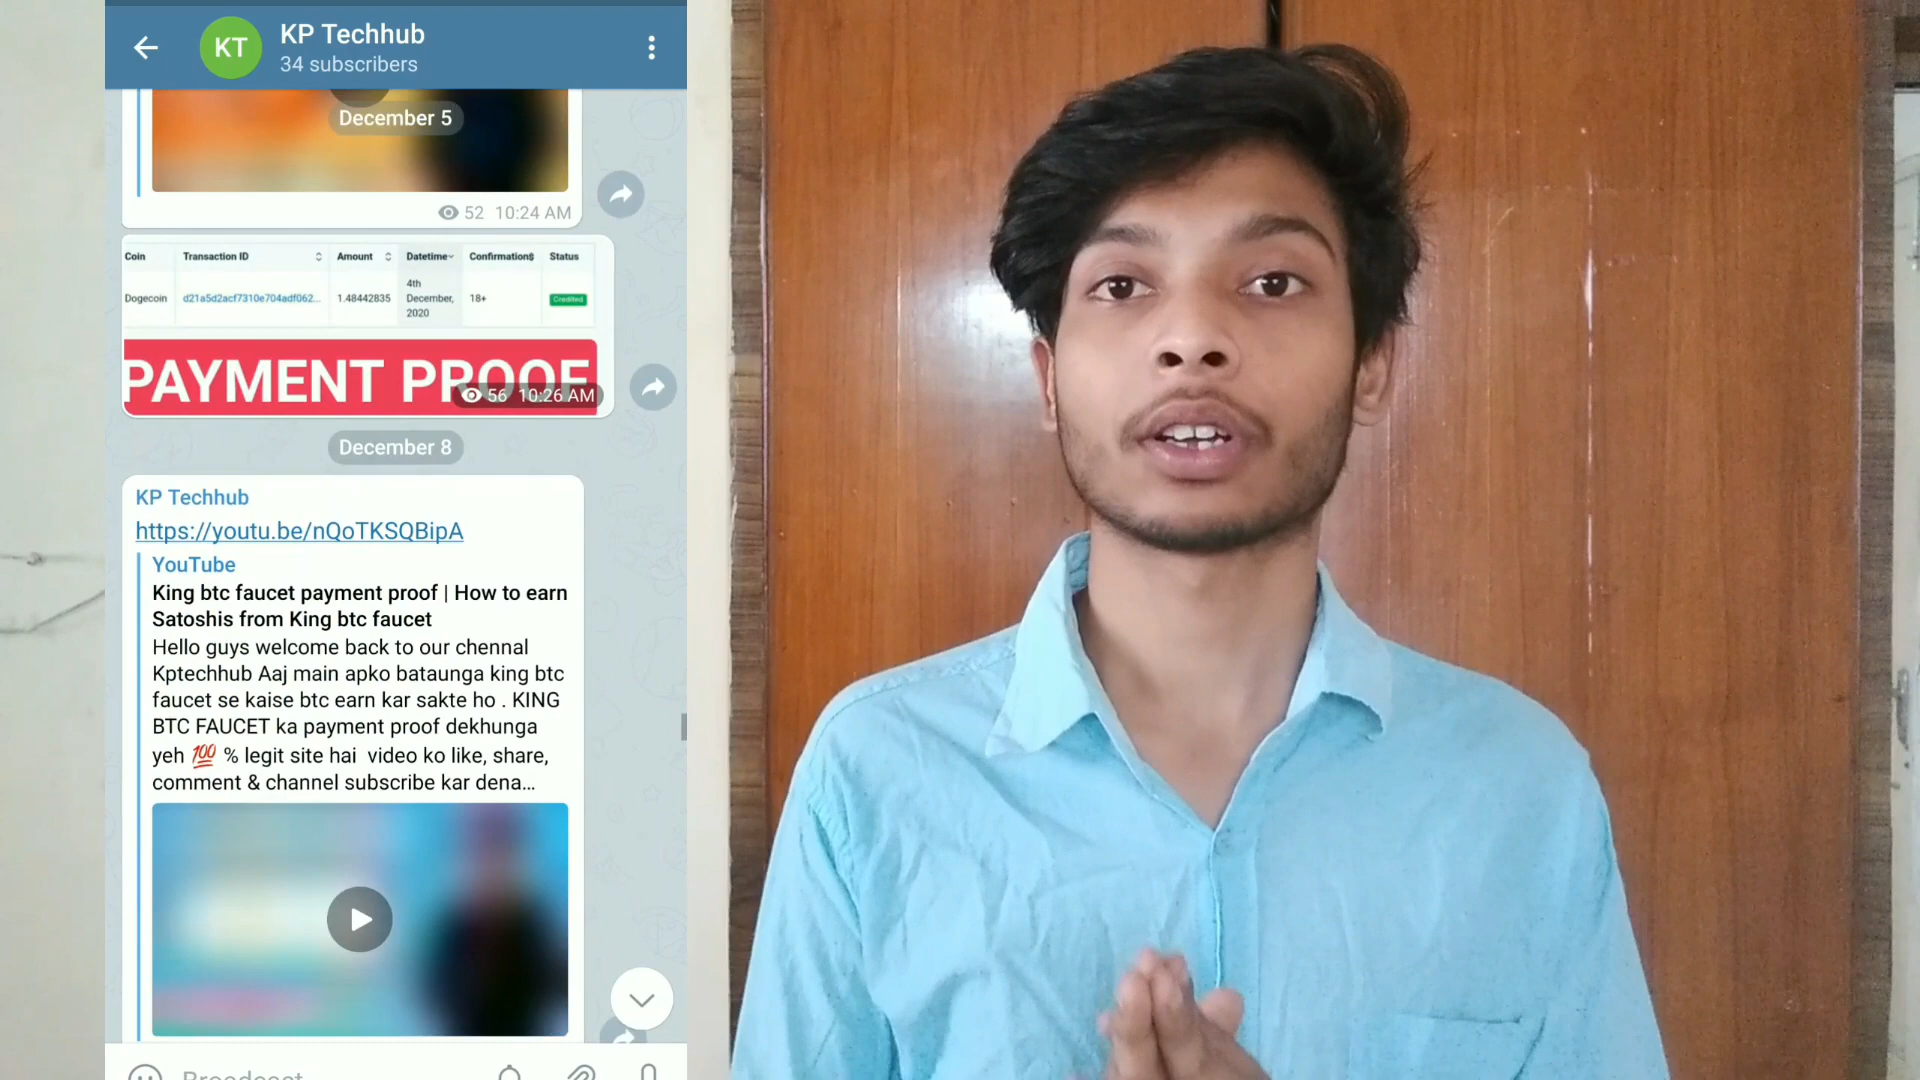 KT
KP Techhub
34 subscribers
December 5
52 10:24 AM
Coin Transaction ID Amount Datetime Confirmations Status
Dogecoin d21a5d2acf7310e704adf062... 1.48442835 4th December, 2020 18+ Credited
PAYMENT PROOF
56 10:26 AM
December 8
KP Techhub
https://youtu.be/nQoTKSQBipA
YouTube
King btc faucet payment proof | How to earn
Satoshis from King btc faucet
Hello guys welcome back to our chennal
Kptechhub Aaj main apko bataunga king btc
faucet se kaise btc earn kar sakte ho . KING
BTC FAUCET ka payment proof dekhunga
yeh 💯 % legit site hai video ko like, share,
comment & channel subscribe kar dena...
Broadcast